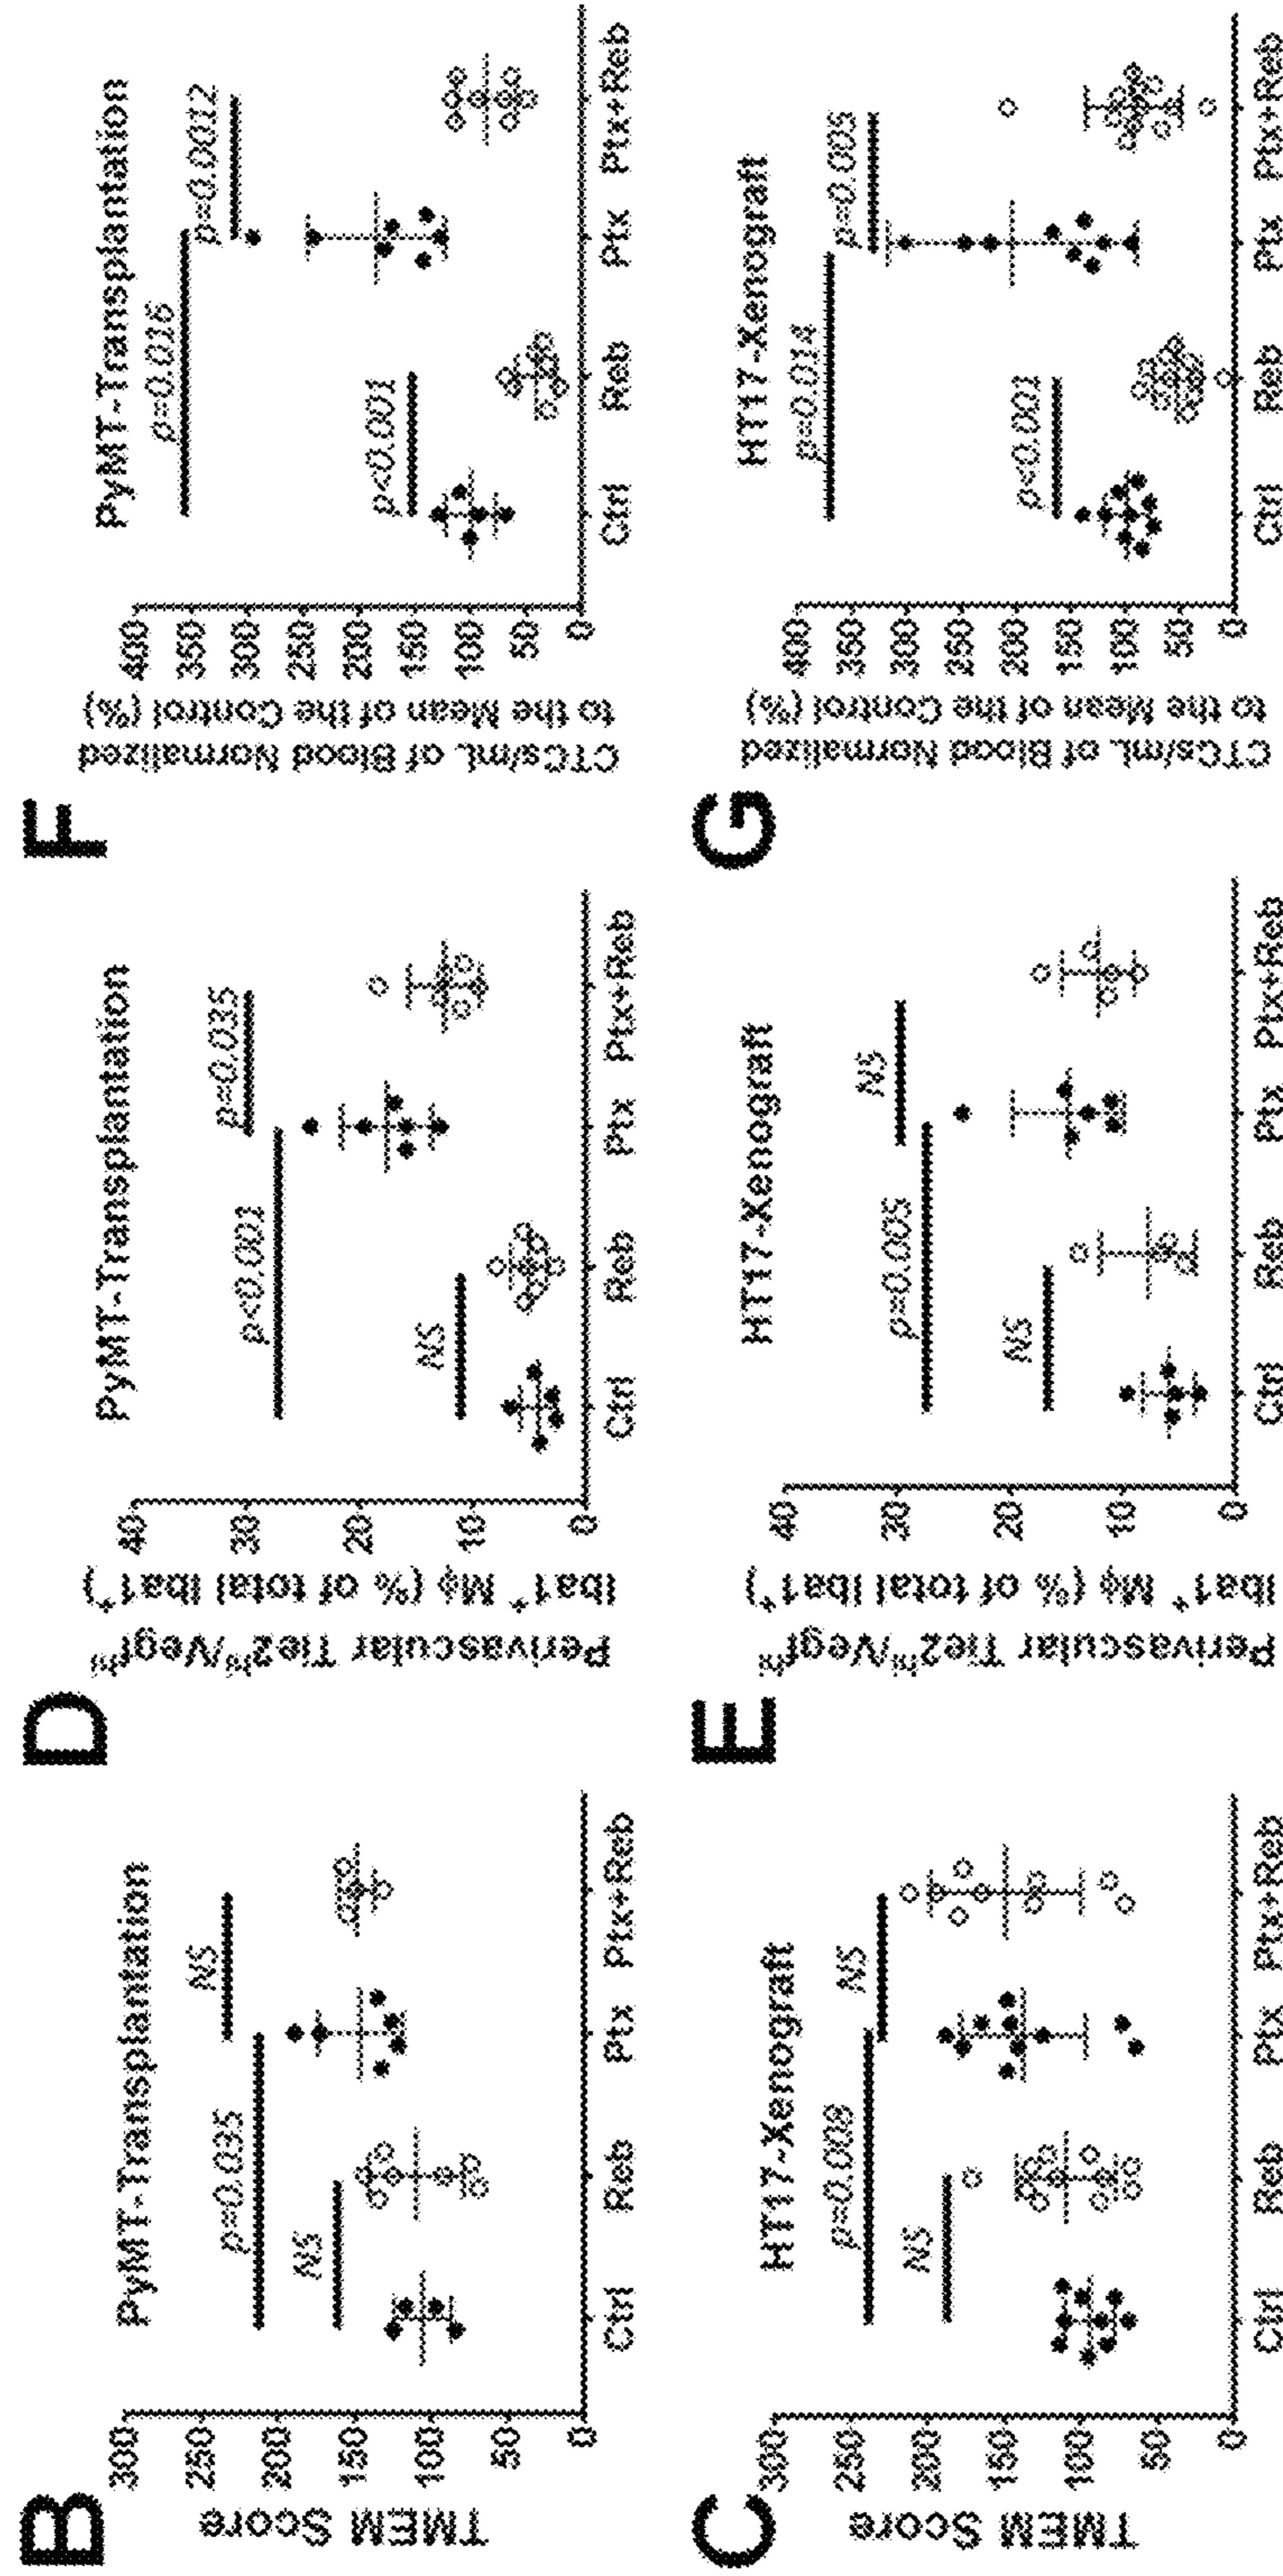 B
PyMT-Transplantation
TMEM Score
300
250
200
150
100
50
0
NS
p=0.035
NS
Ctrl Reb Ptx Ptx+Reb
D
PyMT-Transplantation
Perivascular Tie2hi/Vegfhi
Iba1+ Mφ (% of total Iba1+)
40
30
20
10
0
NS
p<0.001
p=0.035
Ctrl Reb Ptx Ptx+Reb
F
PyMT-Transplantation
CTCs/mL of Blood Normalized
to the Mean of the Control (%)
400
350
300
250
200
150
100
50
0
p<0.001
p=0.016
p=0.0012
Ctrl Reb Ptx Ptx+Reb
C
HT17-Xenograft
TMEM Score
300
250
200
150
100
50
0
NS
p=0.008
NS
Ctrl Reb Ptx Ptx+Reb
E
HT17-Xenograft
Perivascular Tie2hi/Vegfhi
Iba1+ Mφ (% of total Iba1+)
40
30
20
10
0
NS
p=0.005
NS
Ctrl Reb Ptx Ptx+Reb
G
HT17-Xenograft
CTCs/mL of Blood Normalized
to the Mean of the Control (%)
400
350
300
250
200
150
100
50
0
p<0.001
p=0.014
p=0.005
Ctrl Reb Ptx Ptx+Reb